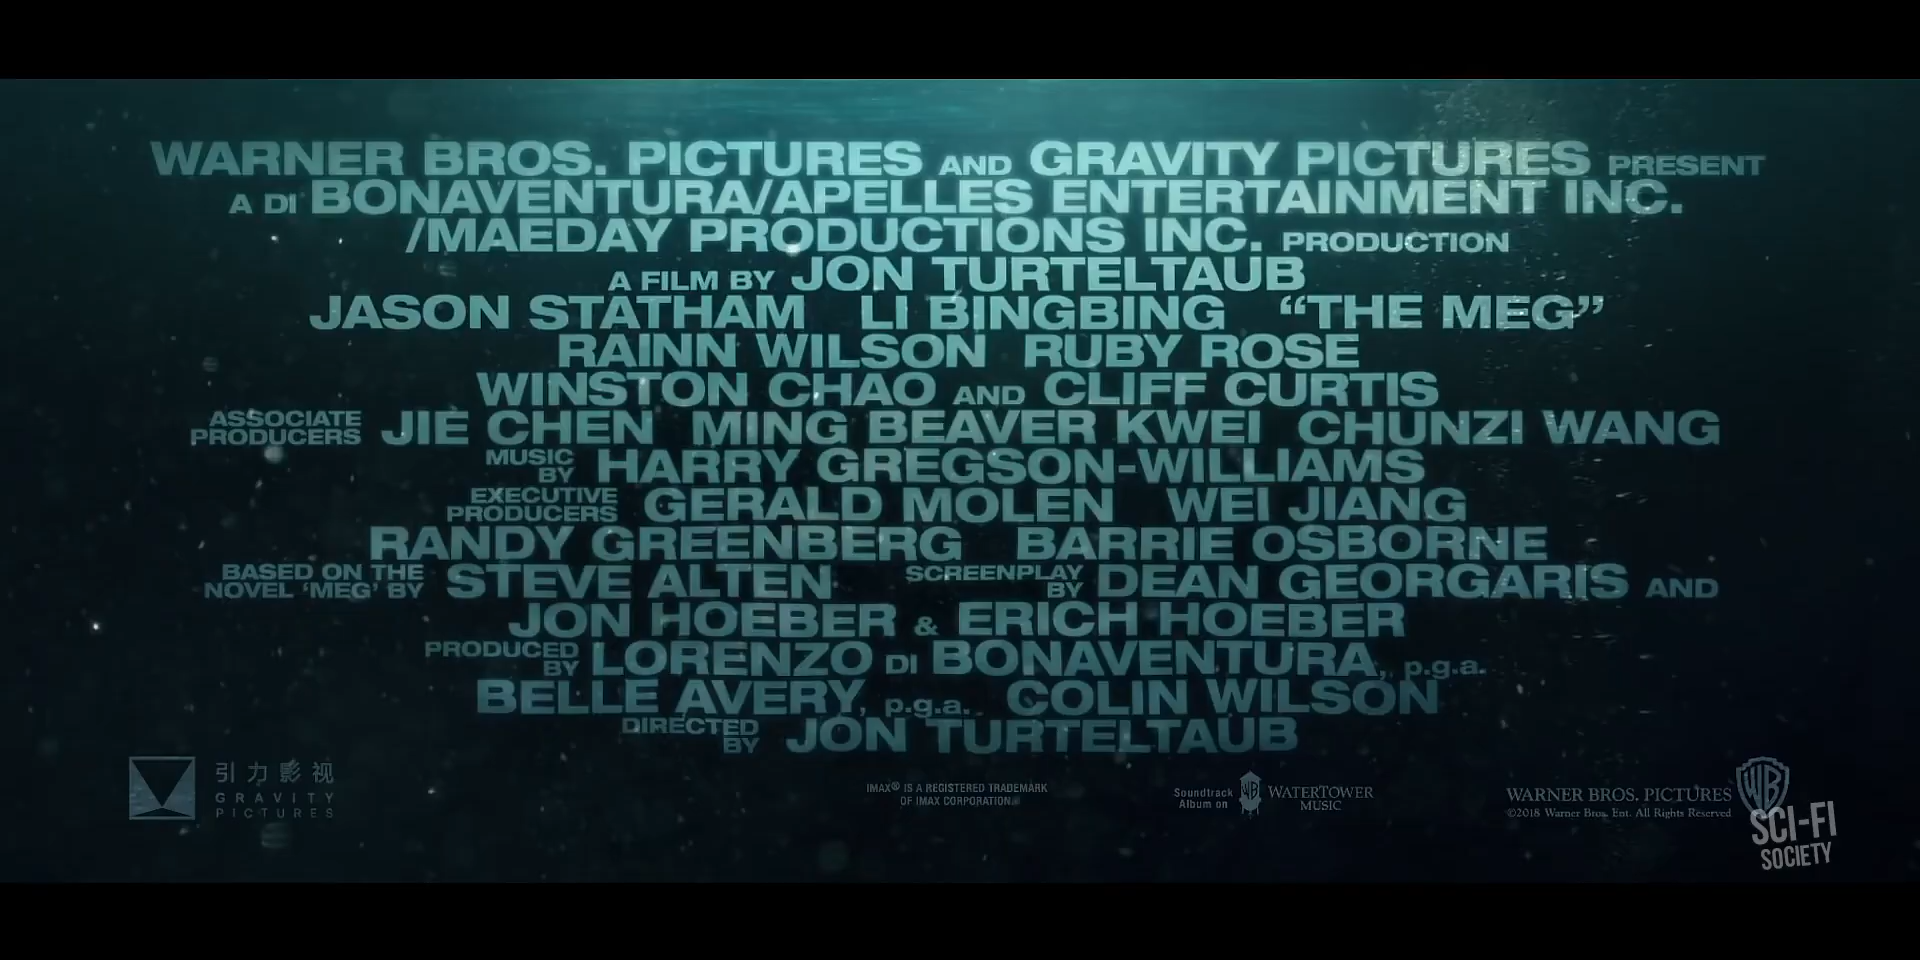 WARNER BROS. PICTURES AND GRAVITY PICTURES PRESENT
A DI BONAVENTURA/APELLES ENTERTAINMENT INC.
/MAEDAY PRODUCTIONS INC. PRODUCTION
A FILM BY JON TURTELTAUB
JASON STATHAM LI BINGBING “THE MEG”
RAINN WILSON RUBY ROSE
WINSTON CHAO AND CLIFF CURTIS
ASSOCIATE PRODUCERS JIE CHEN MING BEAVER KWEI CHUNZI WANG
MUSIC BY HARRY GREGSON-WILLIAMS
EXECUTIVE PRODUCERS GERALD MOLEN WEI JIANG
RANDY GREENBERG BARRIE OSBORNE
BASED ON THE NOVEL ‘MEG’ BY STEVE ALTEN SCREENPLAY BY DEAN GEORGARIS AND
JON HOEBER & ERICH HOEBER
PRODUCED BY LORENZO DI BONAVENTURA, p.g.a.
BELLE AVERY, p.g.a. COLIN WILSON
DIRECTED BY JON TURTELTAUB
引力影视
GRAVITY
PICTURES
IMAX® IS A REGISTERED TRADEMARK
OF IMAX CORPORATION.
Soundtrack
Album on
WB
WATERTOWER
MUSIC
WARNER BROS. PICTURES
©2018 Warner Bros. Ent. All Rights Reserved
WB
SCI-FI
SOCIETY